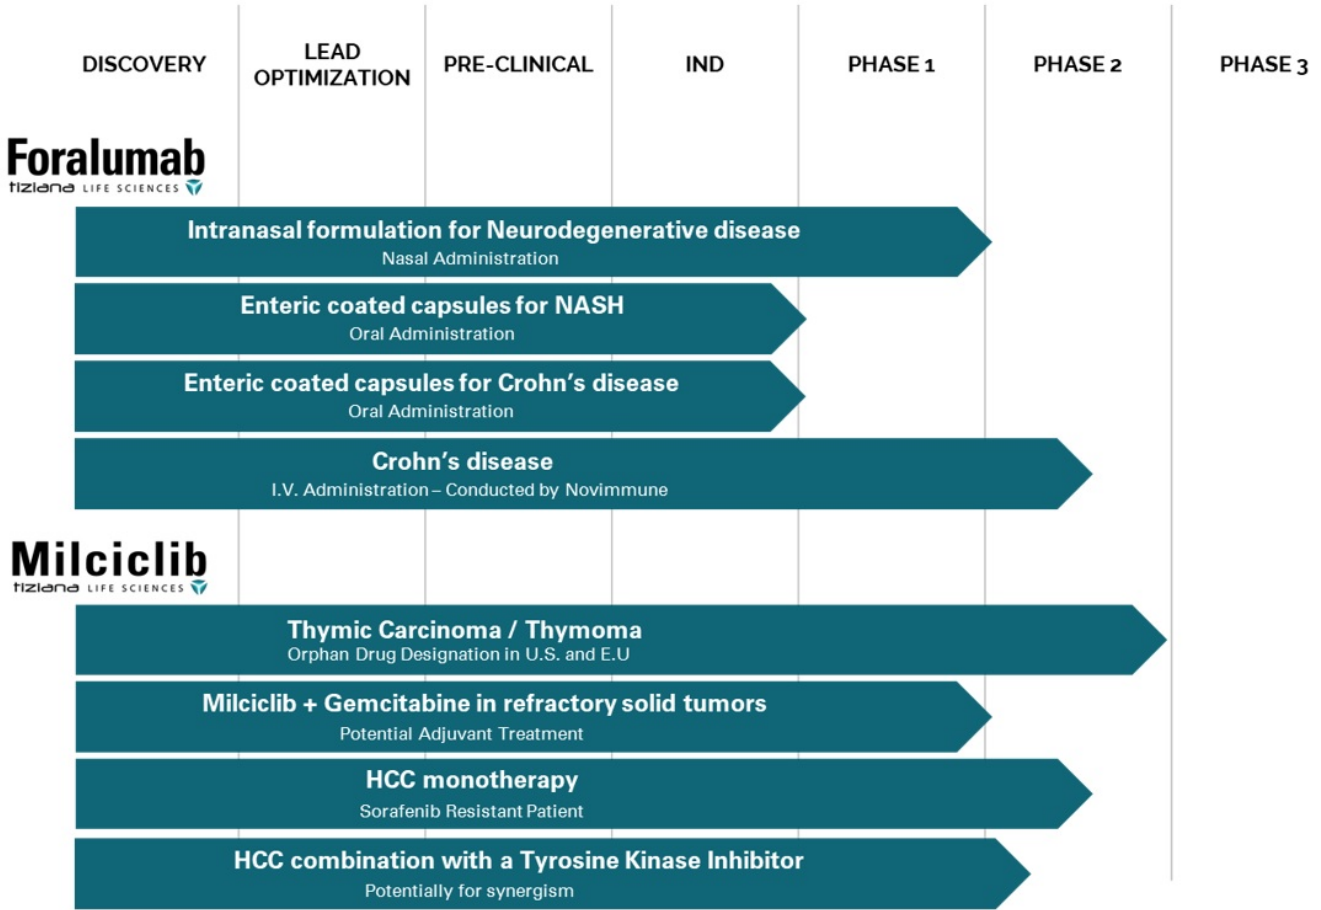 DISCOVERY
LEAD
OPTIMIZATION
PRE-CLINICAL
IND
PHASE 1
PHASE 2
PHASE 3
Foralumab
tiziana LIFE SCIENCES
Intranasal formulation for Neurodegenerative disease
Nasal Administration
Enteric coated capsules for NASH
Oral Administration
Enteric coated capsules for Crohn's disease
Oral Administration
Crohn's disease
I.V. Administration – Conducted by Novimmune
Milciclib
tiziana LIFE SCIENCES
Thymic Carcinoma / Thymoma
Orphan Drug Designation in U.S. and E.U
Milciclib + Gemcitabine in refractory solid tumors
Potential Adjuvant Treatment
HCC monotherapy
Sorafenib Resistant Patient
HCC combination with a Tyrosine Kinase Inhibitor
Potentially for synergism